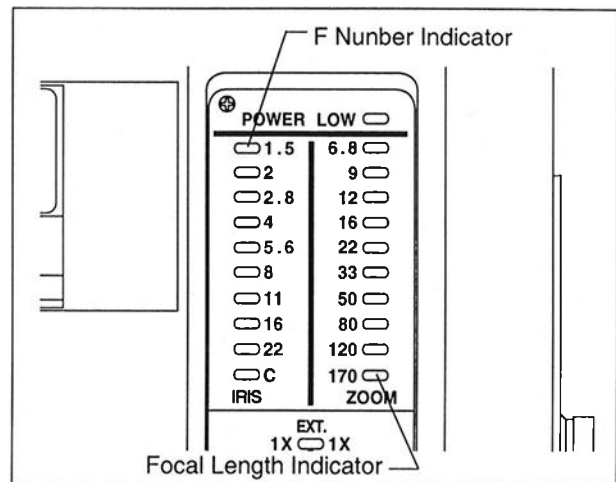 F Nunber Indicator
POWER LOW
1.5 6.8
2 9
2.8 12
4 16
5.6 22
8 33
11 50
16 80
22 120
C 170
IRIS ZOOM
EXT.
1X 1X
Focal Length Indicator